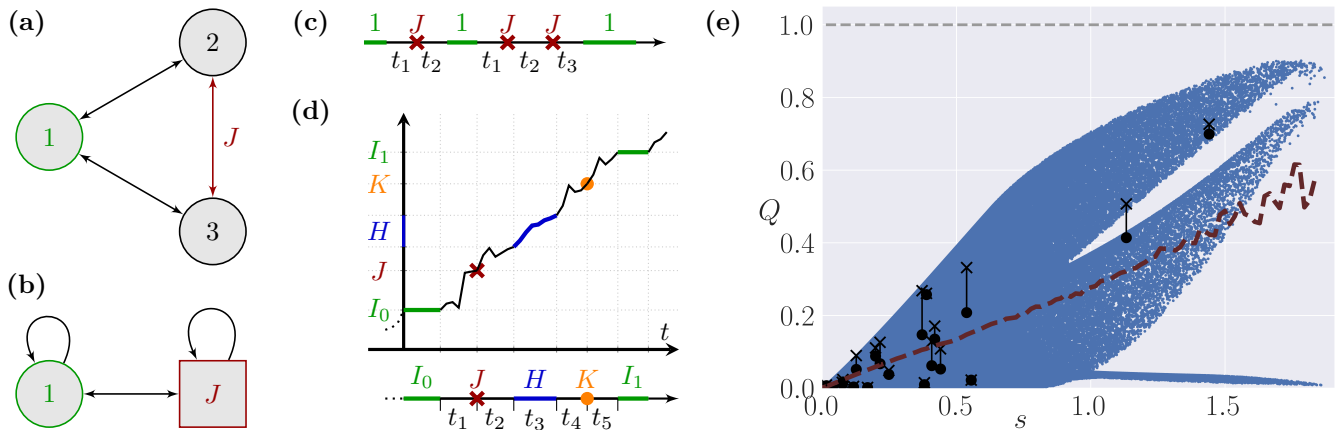 (a)
2
1
J
3
(b)
1
J
(c)
1 J 1 J J 1
t₁ t₂ t₁ t₂ t₃
(d)
I₁
K
H
J
I₀
t
I₀ J H K I₁
t₁ t₂ t₃ t₄ t₅
(e)
1.0
0.8
0.6
Q
0.4
0.2
0.0
0.0 0.5 1.0 1.5
s